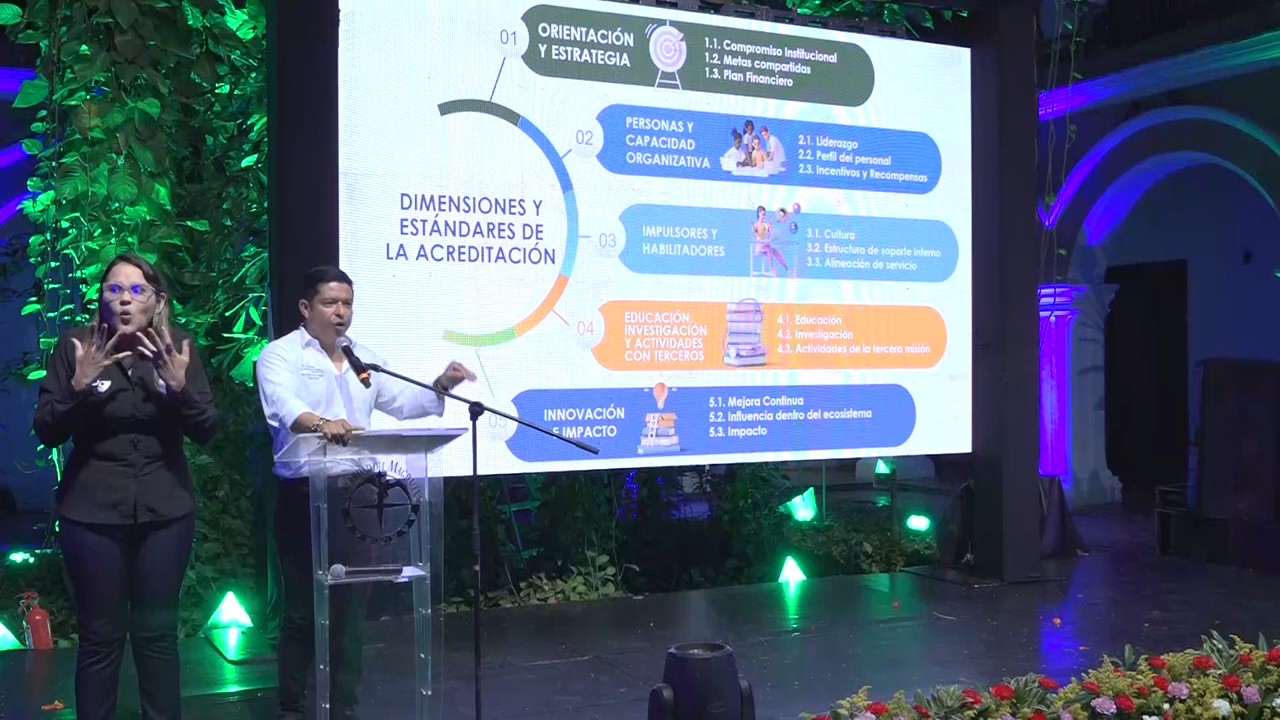 01
ORIENTACIÓN
Y ESTRATEGIA
1.1. Compromiso Institucional
1.2. Metas compartidas
1.3. Plan Financiero
02
PERSONAS Y
CAPACIDAD
ORGANIZATIVA
2.1. Liderazgo
2.2. Perfil del personal
2.3. Incentivos y Recompensas
DIMENSIONES Y
ESTÁNDARES DE
LA ACREDITACIÓN
03
IMPULSORES Y
HABILITADORES
3.1. Cultura
3.2. Estructura de soporte interno
3.3. Alineación de servicio
04
EDUCACIÓN,
INVESTIGACIÓN
Y ACTIVIDADES
CON TERCEROS
4.1. Educación
4.2. Investigación
4.3. Actividades de la tercera misión
05
INNOVACIÓN
E IMPACTO
5.1. Mejora Continua
5.2. Influencia dentro del ecosistema
5.3. Impacto